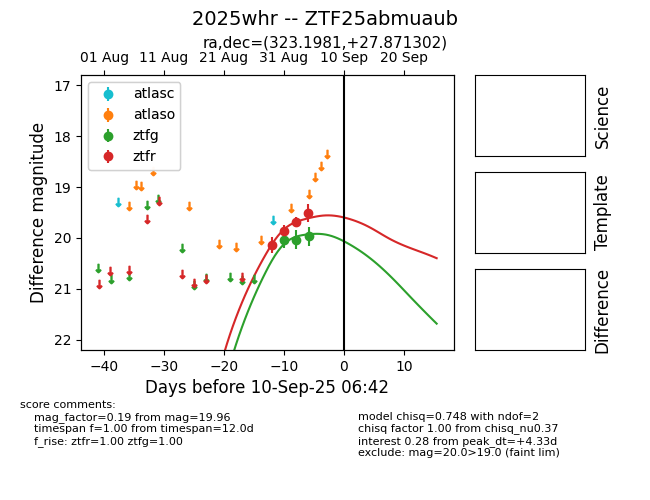 2025whr -- ZTF25abmuaub
ra,dec=(323.1981,+27.871302)
01 Aug 11 Aug 21 Aug 31 Aug 10 Sep 20 Sep
atlasc
atlaso
ztfg
ztfr
17
18
19
20
21
22
Difference magnitude
−40 −30 −20 −10 0 10
Days before 10-Sep-25 06:42
Science
Template
Difference
score comments:
mag_factor=0.19 from mag=19.96
timespan f=1.00 from timespan=12.0d
f_rise: ztfr=1.00 ztfg=1.00
model chisq=0.748 with ndof=2
chisq factor 1.00 from chisq_nu0.37
interest 0.28 from peak_dt=+4.33d
exclude: mag=20.0>19.0 (faint lim)